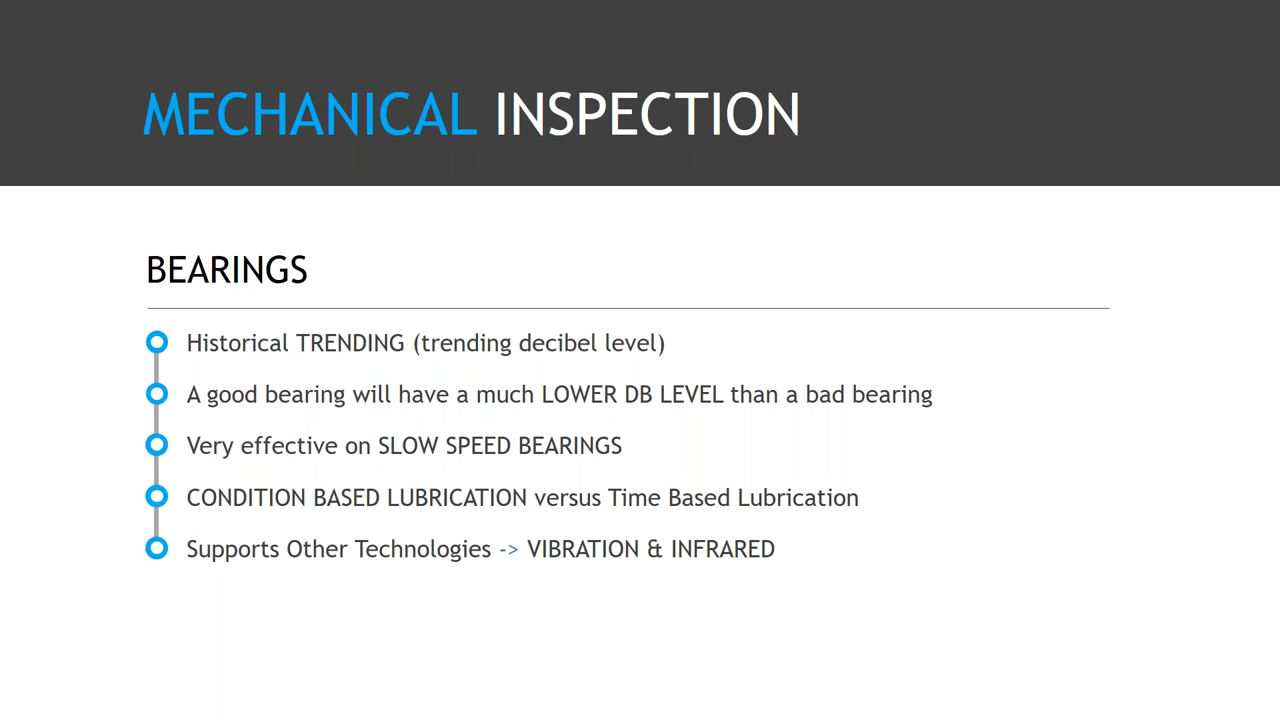 MECHANICAL INSPECTION
BEARINGS
Historical TRENDING (trending decibel level)
A good bearing will have a much LOWER DB LEVEL than a bad bearing
Very effective on SLOW SPEED BEARINGS
CONDITION BASED LUBRICATION versus Time Based Lubrication
Supports Other Technologies -> VIBRATION & INFRARED